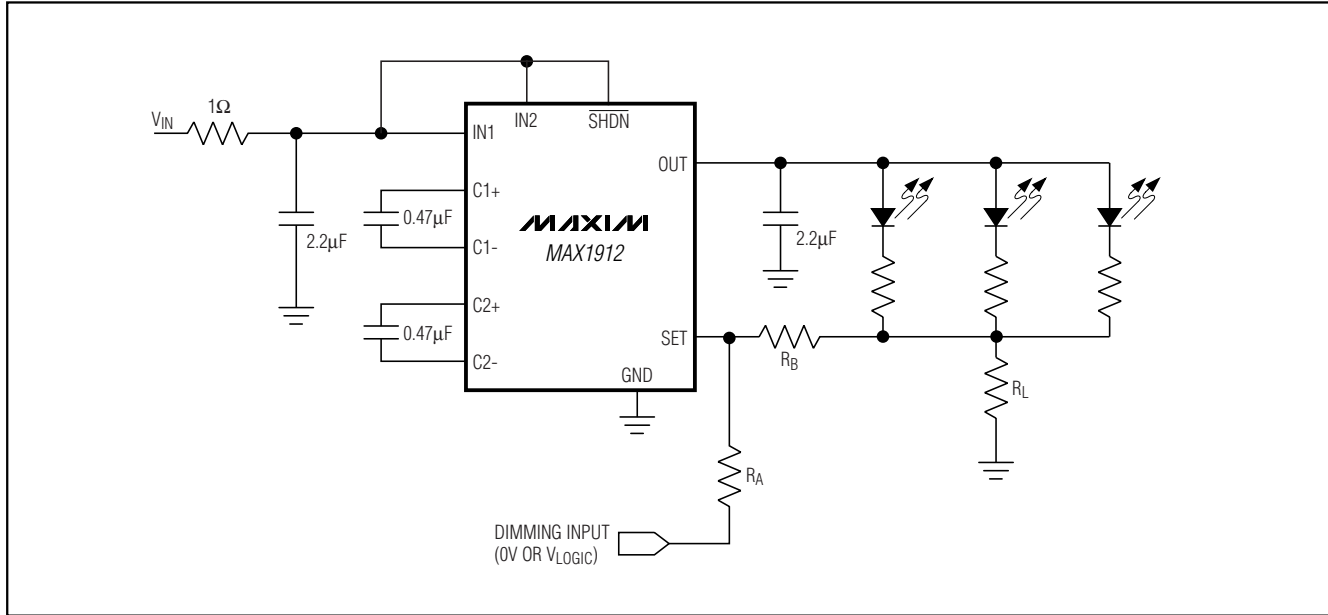 1Ω
V_IN
IN1
IN2
S̅H̅D̅N̅
OUT
C1+
C1-
C2+
C2-
SET
GND
MAXIM
MAX1912
2.2μF
0.47μF
0.47μF
2.2μF
R_B
R_L
R_A
DIMMING INPUT
(0V OR V_LOGIC)